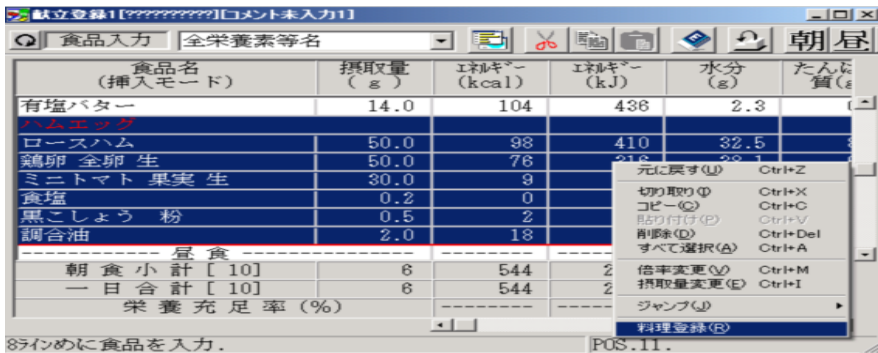 献立登録1[??????????][コメント未入力1]
食品入力 全栄養素等名 朝 昼
食品名 (挿入モード) 摂取量 (g) エネルギー (kcal) エネルギー (kJ) 水分 (g) たんぱ 質(g
有塩バター 14.0 104 436 2.3
ハムエッグ
ロースハム 50.0 98 410 32.5
鶏卵 全卵 生 50.0 76
ミニトマト 果実 生 30.0 9
食塩 0.2 0
黒こしょう 粉 0.5 2
調合油 2.0 18
------------ 昼 食 ---------------
朝 食 小 計 [ 10] 6 544 2
一 日 合 計 [ 10] 6 544 2
栄 養 充 足 率 (%) -------- -----
元に戻す(U) Ctrl+Z
切り取り(T) Ctrl+X
コピー(C) Ctrl+C
貼り付け(P) Ctrl+V
削除(D) Ctrl+Del
すべて選択(A) Ctrl+A
倍率変更(V) Ctrl+M
摂取量変更(E) Ctrl+I
ジャンプ(J)
料理登録(R)
8ラインめに食品を入力. POS.11.